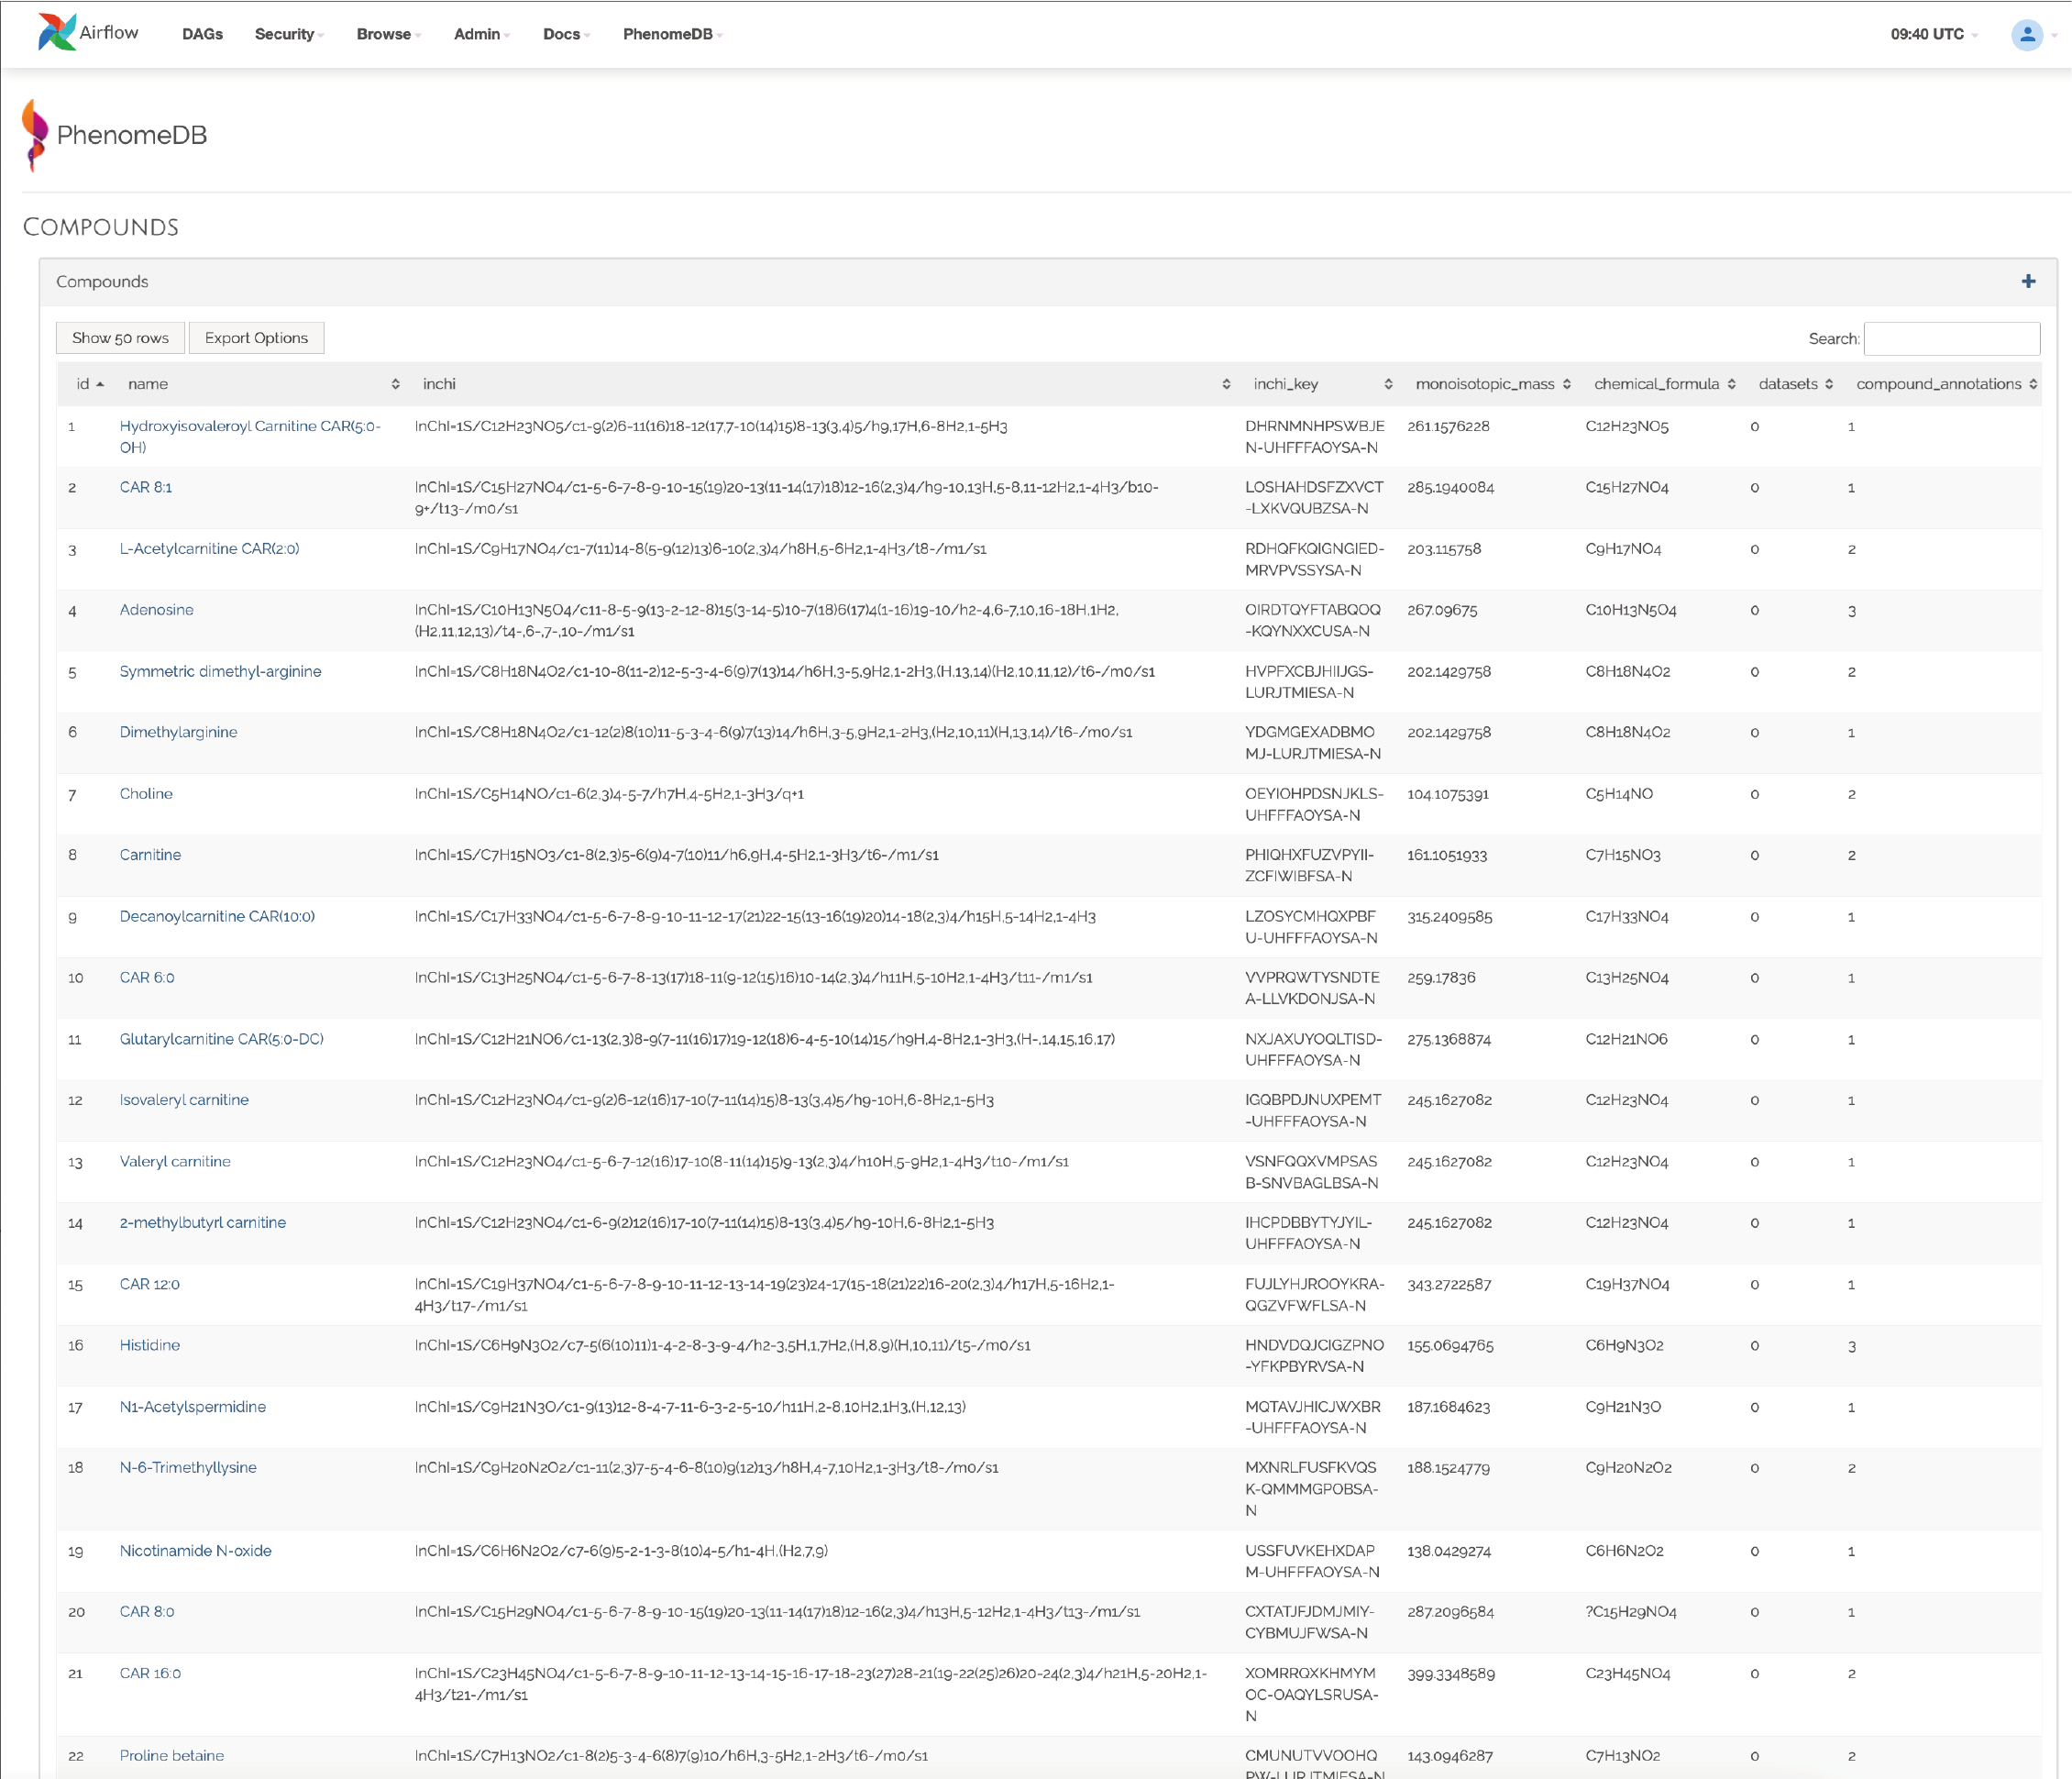 Airflow DAGs Security Browse Admin Docs PhenomeDB 09:40 UTC
PhenomeDB
COMPOUNDS
Compounds
Show 50 rows Export Options Search:
id name inchi inchi_key monoisotopic_mass chemical_formula datasets compound_annotations
1 Hydroxyisovaleroyl Carnitine CAR(5:0- InChI=1S/C12H23NO5/c1-9(2)6-11(16)18-12(17,7-10(14)15)8-13(3,4)5/h9,17H,6-8H2,1-5H3 DHRNMNHPSWBJE 261.1576228 C12H23NO5 0 1
OH) N-UHFFFAOYSA-N
2 CAR 8:1 InChI=1S/C15H27NO4/c1-5-6-7-8-9-10-15(19)20-13(11-14(17)18)12-16(2,3)4/h9-10,13H,5-8,11-12H2,1-4H3/b10- LOSHAHDSFZXVCT 285.1940084 C15H27NO4 0 1
9+/t13-/m0/s1 -LXKVQUBZSA-N
3 L-Acetylcarnitine CAR(2:0) InChI=1S/C9H17NO4/c1-7(11)14-8(5-9(12)13)6-10(2,3)4/h8H,5-6H2,1-4H3/t8-/m1/s1 RDHQFKQIGNGIED- 203.115758 C9H17NO4 0 2
MRVPVSSYSA-N
4 Adenosine InChI=1S/C10H13N5O4/c11-8-5-9(13-2-12-8)15(3-14-5)10-7(18)6(17)4(1-16)19-10/h2-4,6-7,10,16-18H,1H2, OIRDTQYFTABQOQ 267.09675 C10H13N5O4 0 3
(H2,11,12,13)/t4-,6-,7-,10-/m1/s1 -KQYNXXCUSA-N
5 Symmetric dimethyl-arginine InChI=1S/C8H18N4O2/c1-10-8(11-2)12-5-3-4-6(9)7(13)14/h6H,3-5,9H2,1-2H3,(H,13,14)(H2,10,11,12)/t6-/m0/s1 HVPFXCBJHIIJGS- 202.1429758 C8H18N4O2 0 2
LURJTMIESA-N
6 Dimethylarginine InChI=1S/C8H18N4O2/c1-12(2)8(10)11-5-3-4-6(9)7(13)14/h6H,3-5,9H2,1-2H3,(H2,10,11)(H,13,14)/t6-/m0/s1 YDGMGEXADBMO 202.1429758 C8H18N4O2 0 1
MJ-LURJTMIESA-N
7 Choline InChI=1S/C5H14NO/c1-6(2,3)4-5-7/h7H,4-5H2,1-3H3/q+1 OEYIOHPDSNJKLS- 104.1075391 C5H14NO 0 2
UHFFFAOYSA-N
8 Carnitine InChI=1S/C7H15NO3/c1-8(2,3)5-6(9)4-7(10)11/h6,9H,4-5H2,1-3H3/t6-/m1/s1 PHIQHXFUZVPYII- 161.1051933 C7H15NO3 0 2
ZCFIWIBFSA-N
9 Decanoylcarnitine CAR(10:0) InChI=1S/C17H33NO4/c1-5-6-7-8-9-10-11-12-17(21)22-15(13-16(19)20)14-18(2,3)4/h15H,5-14H2,1-4H3 LZOSYCMHQXPBF 315.2409585 C17H33NO4 0 1
U-UHFFFAOYSA-N
10 CAR 6:0 InChI=1S/C13H25NO4/c1-5-6-7-8-13(17)18-11(9-12(15)16)10-14(2,3)4/h11H,5-10H2,1-4H3/t11-/m1/s1 VVPRQWTYSNDTE 259.17836 C13H25NO4 0 1
A-LLVKDONJSA-N
11 Glutarylcarnitine CAR(5:0-DC) InChI=1S/C12H21NO6/c1-13(2,3)8-9(7-11(16)17)19-12(18)6-4-5-10(14)15/h9H,4-8H2,1-3H3,(H-,14,15,16,17) NXJAXUYOQLTISD- 275.1368874 C12H21NO6 0 1
UHFFFAOYSA-N
12 Isovaleryl carnitine InChI=1S/C12H23NO4/c1-9(2)6-12(16)17-10(7-11(14)15)8-13(3,4)5/h9-10H,6-8H2,1-5H3 IGQBPDJNUXPEMT 245.1627082 C12H23NO4 0 1
-UHFFFAOYSA-N
13 Valeryl carnitine InChI=1S/C12H23NO4/c1-5-6-7-12(16)17-10(8-11(14)15)9-13(2,3)4/h10H,5-9H2,1-4H3/t10-/m1/s1 VSNFQQXVMPSAS 245.1627082 C12H23NO4 0 1
B-SNVBAGLBSA-N
14 2-methylbutyrl carnitine InChI=1S/C12H23NO4/c1-6-9(2)12(16)17-10(7-11(14)15)8-13(3,4)5/h9-10H,6-8H2,1-5H3 IHCPDBBYTYJYIL- 245.1627082 C12H23NO4 0 1
UHFFFAOYSA-N
15 CAR 12:0 InChI=1S/C19H37NO4/c1-5-6-7-8-9-10-11-12-13-14-19(23)24-17(15-18(21)22)16-20(2,3)4/h17H,5-16H2,1- FUJLYHJROOYKRA- 343.2722587 C19H37NO4 0 1
4H3/t17-/m1/s1 QGZVFWFLSA-N
16 Histidine InChI=1S/C6H9N3O2/c7-5(6(10)11)1-4-2-8-3-9-4/h2-3,5H,1,7H2,(H,8,9)(H,10,11)/t5-/m0/s1 HNDVDQJCIGZPNO 155.0694765 C6H9N3O2 0 3
-YFKPBYRVSA-N
17 N1-Acetylspermidine InChI=1S/C9H21N3O/c1-9(13)12-8-4-7-11-6-3-2-5-10/h11H,2-8,10H2,1H3,(H,12,13) MQTAVJHICJWXBR 187.1684623 C9H21N3O 0 1
-UHFFFAOYSA-N
18 N-6-Trimethyllysine InChI=1S/C9H20N2O2/c1-11(2,3)7-5-4-6-8(10)9(12)13/h8H,4-7,10H2,1-3H3/t8-/m0/s1 MXNRLFUSFKVQS 188.1524779 C9H20N2O2 0 2
K-QMMMGPOBSA-
N
19 Nicotinamide N-oxide InChI=1S/C6H6N2O2/c7-6(9)5-2-1-3-8(10)4-5/h1-4H,(H2,7,9) USSFUVKEHXDAP 138.0429274 C6H6N2O2 0 1
M-UHFFFAOYSA-N
20 CAR 8:0 InChI=1S/C15H29NO4/c1-5-6-7-8-9-10-15(19)20-13(11-14(17)18)12-16(2,3)4/h13H,5-12H2,1-4H3/t13-/m1/s1 CXTATJFJDMJMIY- 287.2096584 ?C15H29NO4 0 1
CYBMUJFWSA-N
21 CAR 16:0 InChI=1S/C23H45NO4/c1-5-6-7-8-9-10-11-12-13-14-15-16-17-18-23(27)28-21(19-22(25)26)20-24(2,3)4/h21H,5-20H2,1- XOMRRQXKHMYM 399.3348589 C23H45NO4 0 2
4H3/t21-/m1/s1 OC-OAQYLSRUSA-
N
22 Proline betaine InChI=1S/C7H13NO2/c1-8(2)5-3-4-6(8)7(9)10/h6H,3-5H2,1-2H3/t6-/m0/s1 CMUNUTVVOOHQ 143.0946287 C7H13NO2 0 2
PW-LURJTMIESA-N